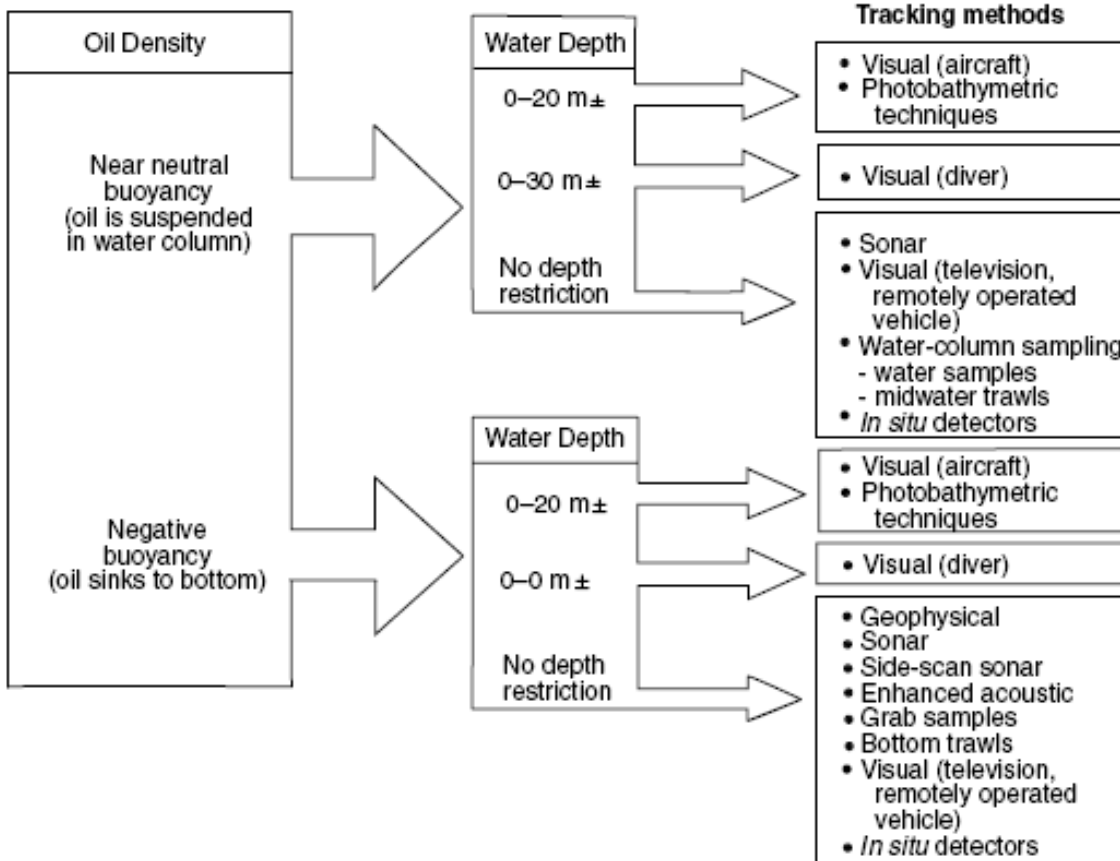 Oil Density
Near neutral
buoyancy
(oil is suspended
in water column)
Negative
buoyancy
(oil sinks to bottom)
Water Depth
0–20 m±
0–30 m±
No depth
restriction
Water Depth
0–20 m±
0–0 m±
No depth
restriction
Tracking methods
• Visual (aircraft)
• Photobathymetric
techniques
• Visual (diver)
• Sonar
• Visual (television,
remotely operated
vehicle)
• Water-column sampling
- water samples
- midwater trawls
• In situ detectors
• Visual (aircraft)
• Photobathymetric
techniques
• Visual (diver)
• Geophysical
• Sonar
• Side-scan sonar
• Enhanced acoustic
• Grab samples
• Bottom trawls
• Visual (television,
remotely operated
vehicle)
• In situ detectors